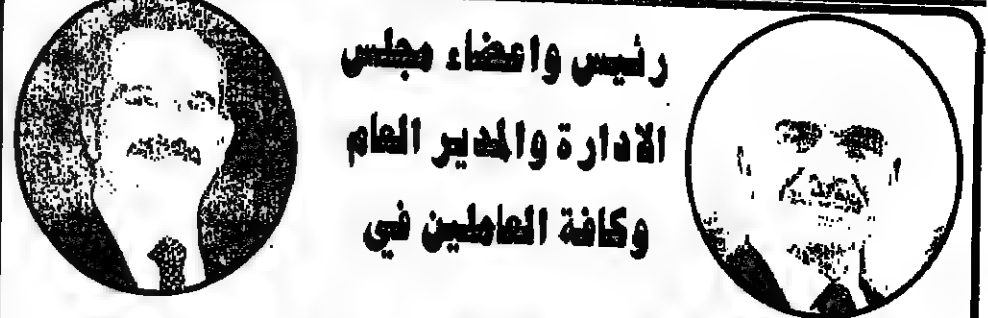 رئيس واعضاء مجلس
الادارة والمدير العام
وكافة العاملين في